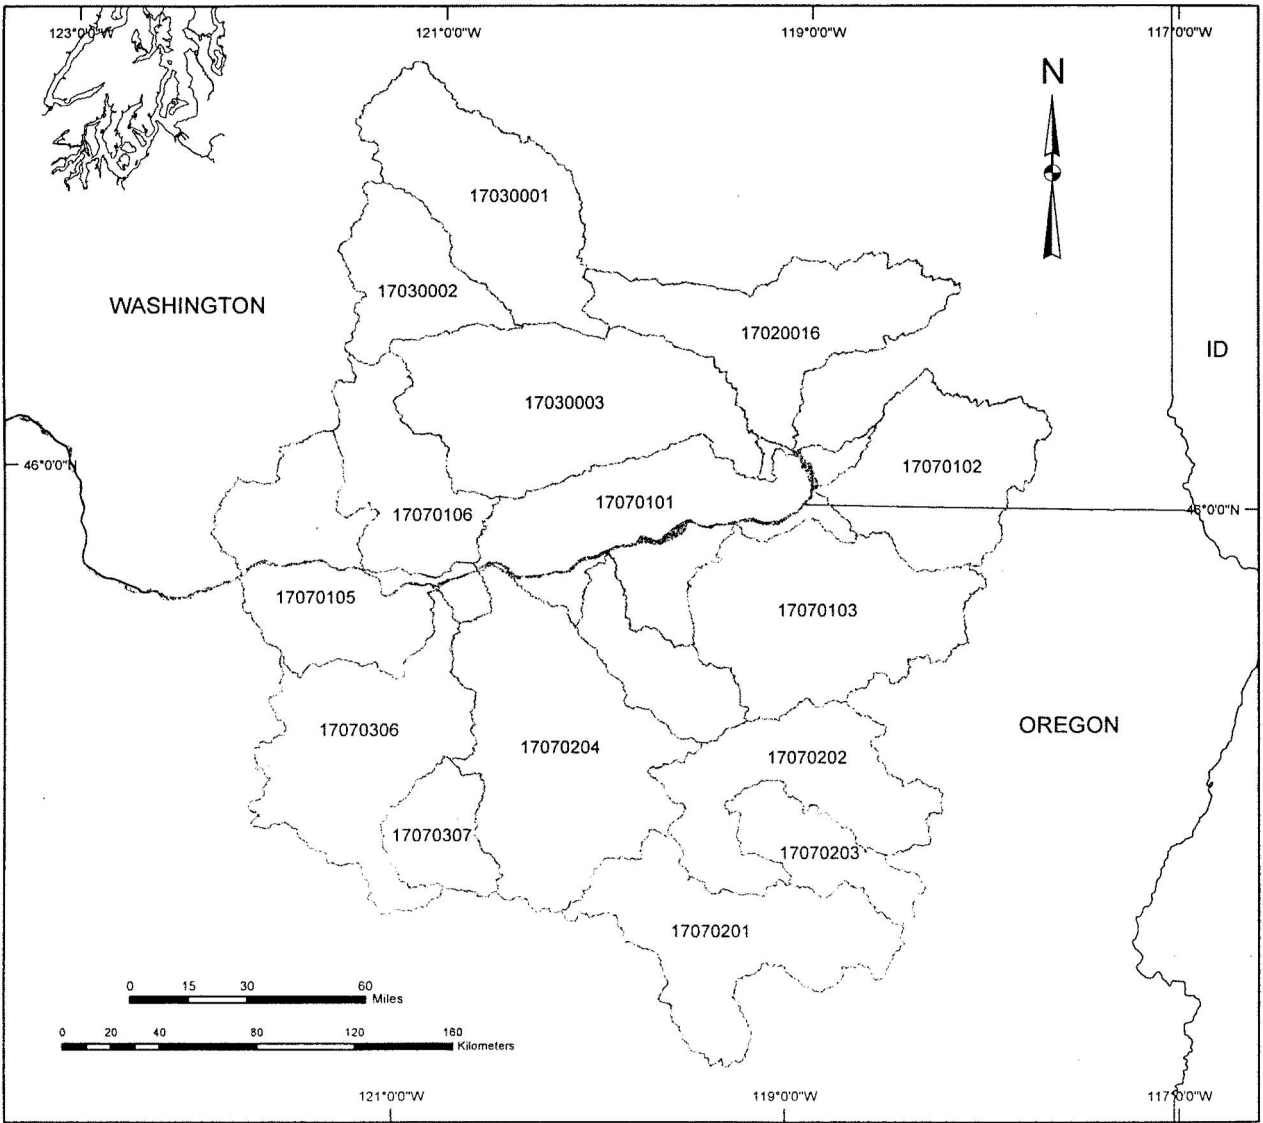 123°0'0"W
121°0'0"W
119°0'0"W
117°0'0"W
N
17030001
17030002
WASHINGTON
17020016
ID
17030003
46°0'0"N
17070102
17070101
17070106
46°0'0"N
17070105
17070103
17070306
17070204
OREGON
17070202
17070307
17070203
17070201
0 15 30 60
Miles
0 20 40 80 120 160
Kilometers
121°0'0"W
119°0'0"W
117°0'0"W